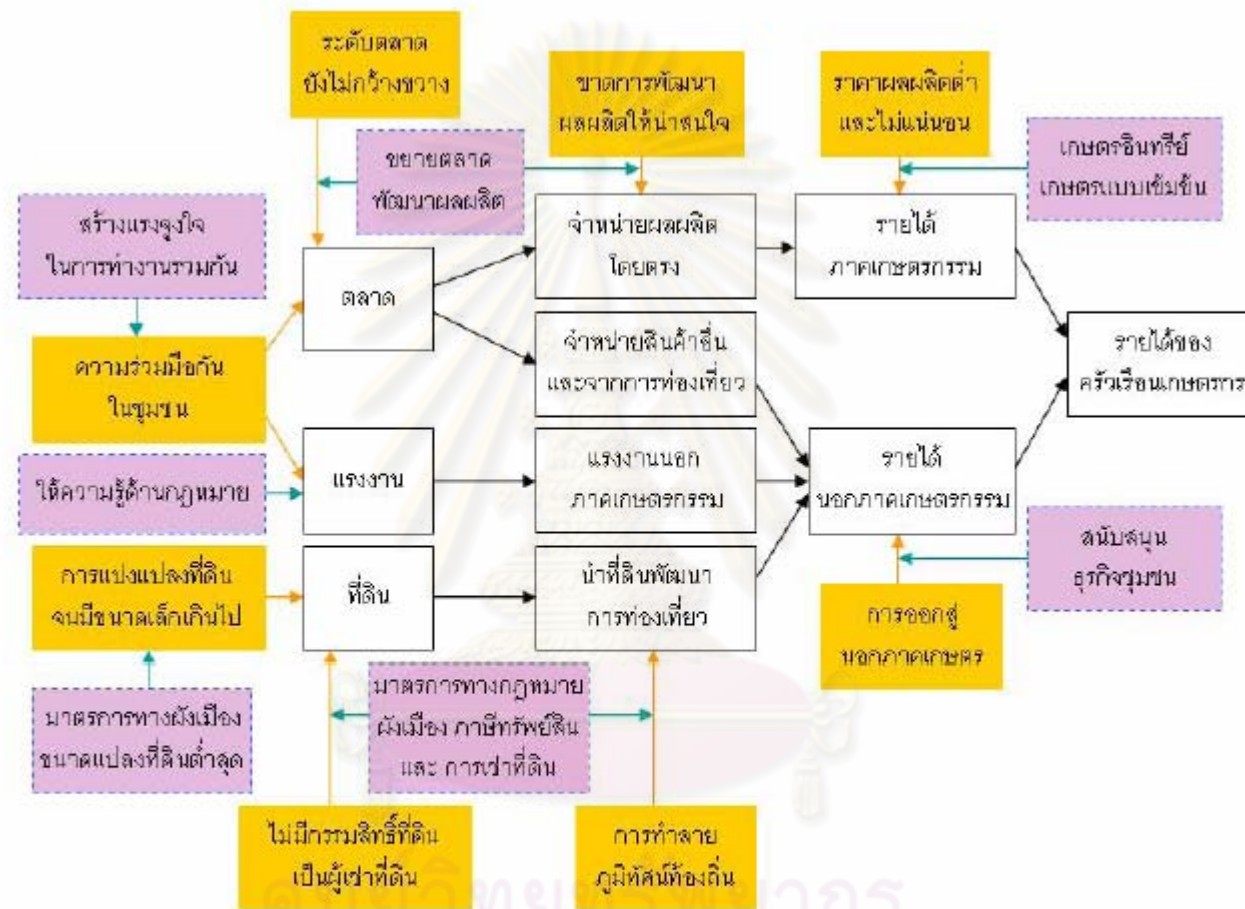 ระดับตลาด
ยังไม่กว้างขวาง
ขาดการพัฒนา
ผลผลิตให้น่าสนใจ
ราคาผลผลิตต่ำ
และไม่แน่นอน
ขยายตลาด
พัฒนาผลผลิต
เกษตรอินทรีย์
เกษตรแบบเข้มข้น
สร้างแรงจูงใจ
ในการทำงานรวมกัน
ตลาด
จำหน่ายผลผลิต
โดยตรง
รายได้
ภาคเกษตรกรรม
ความร่วมมือกัน
ในชุมชน
จำหน่ายสินค้าอื่น
และจากการท่องเที่ยว
รายได้ของ
ครัวเรือนเกษตรกร
ให้ความรู้ด้านกฎหมาย
แรงงาน
แรงงานนอก
ภาคเกษตรกรรม
รายได้
นอกภาคเกษตรกรรม
การแบ่งแปลงที่ดิน
จนมีขนาดเล็กเกินไป
ที่ดิน
นำที่ดินพัฒนา
การท่องเที่ยว
สนับสนุน
ธุรกิจชุมชน
การออกสู่
นอกภาคเกษตร
มาตรการทางผังเมือง
ขนาดแปลงที่ดินต่ำสุด
มาตรการทางกฎหมาย
ผังเมือง ภาษีทรัพย์สิน
และ การเช่าที่ดิน
ไม่มีกรรมสิทธิ์ที่ดิน
เป็นผู้เช่าที่ดิน
การทำลาย
ภูมิทัศน์ท้องถิ่น
ศูนย์วิทยทรัพยากร